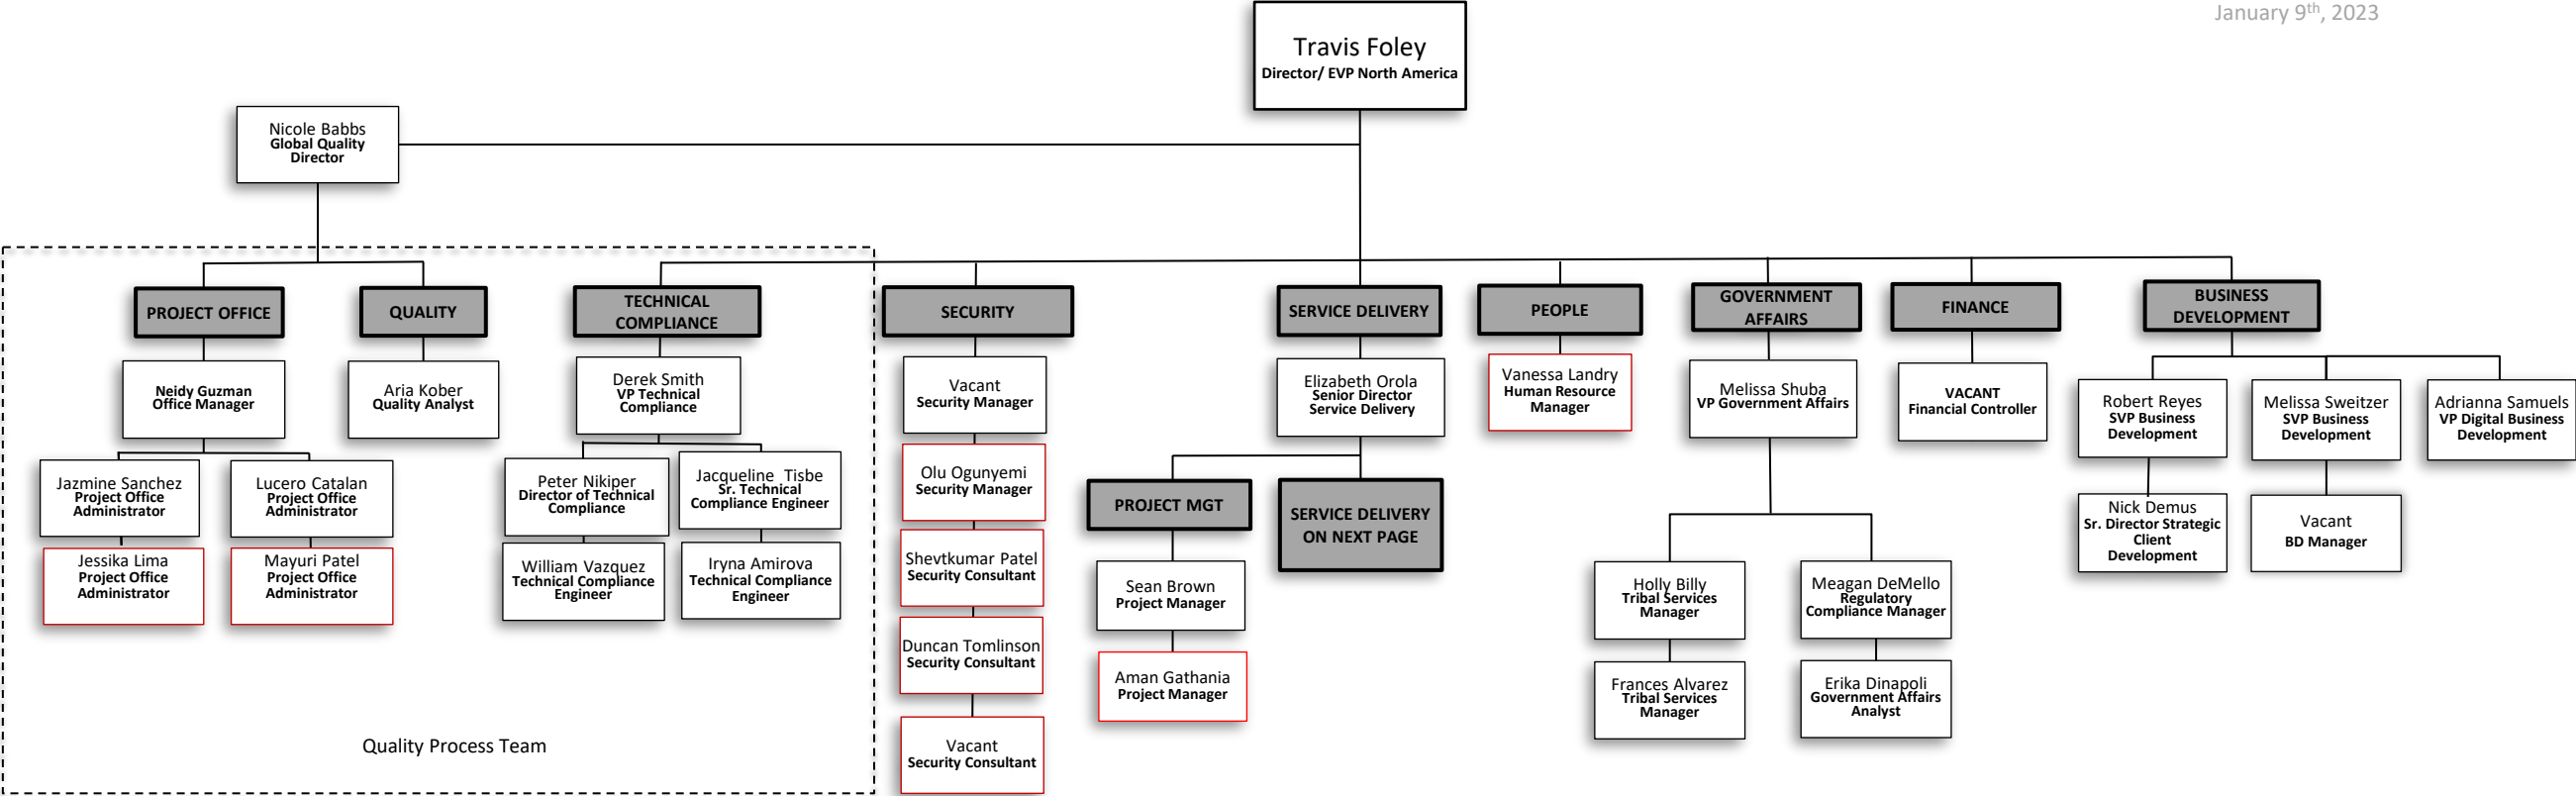 January 9th, 2023
Travis Foley
Director/ EVP North America
Nicole Babbs
Global Quality
Director
PROJECT OFFICE
QUALITY
TECHNICAL
COMPLIANCE
SECURITY
SERVICE DELIVERY
PEOPLE
GOVERNMENT
AFFAIRS
FINANCE
BUSINESS
DEVELOPMENT
Neidy Guzman
Office Manager
Aria Kober
Quality Analyst
Derek Smith
VP Technical
Compliance
Vacant
Security Manager
Elizabeth Orola
Senior Director
Service Delivery
Vanessa Landry
Human Resource
Manager
Melissa Shuba
VP Government Affairs
VACANT
Financial Controller
Robert Reyes
SVP Business
Development
Melissa Sweitzer
SVP Business
Development
Adrianna Samuels
VP Digital Business
Development
Jazmine Sanchez
Project Office
Administrator
Lucero Catalan
Project Office
Administrator
Peter Nikiper
Director of Technical
Compliance
Jacqueline  Tisbe
Sr. Technical
Compliance Engineer
Olu Ogunyemi
Security Manager
PROJECT MGT
SERVICE DELIVERY
ON NEXT PAGE
Nick Demus
Sr. Director Strategic
Client
Development
Vacant
BD Manager
Jessika Lima
Project Office
Administrator
Mayuri Patel
Project Office
Administrator
William Vazquez
Technical Compliance
Engineer
Iryna Amirova
Technical Compliance
Engineer
Shevtkumar Patel
Security Consultant
Sean Brown
Project Manager
Holly Billy
Tribal Services
Manager
Meagan DeMello
Regulatory
Compliance Manager
Duncan Tomlinson
Security Consultant
Aman Gathania
Project Manager
Frances Alvarez
Tribal Services
Manager
Erika Dinapoli
Government Affairs
Analyst
Quality Process Team
Vacant
Security Consultant